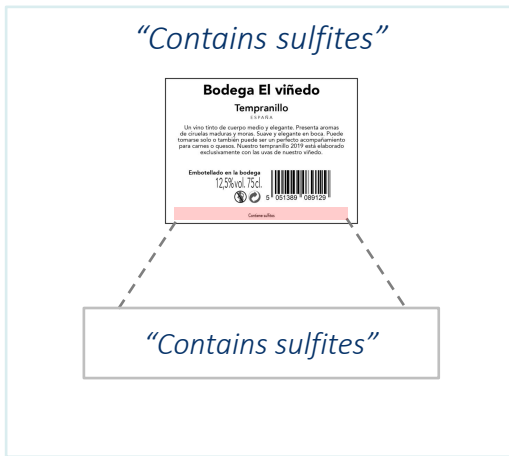 “Contains sulfites”
Bodega El viñedo
Tempranillo
ESPAÑA
Un vino tinto de cuerpo medio y elegante. Presenta aromas
de ciruelas maduras y moras. Suave y elegante en boca. Puede
tomarse solo o también puede ser un perfecto acompañamiento
para carnes o quesos. Nuestro tempranillo 2019 está elaborado
exclusivamente con las uvas de nuestro viñedo.
Embotellado en la bodega
12,5%vol. 75cl.
5 051389 089129
Contiene sulfitos
“Contains sulfites”